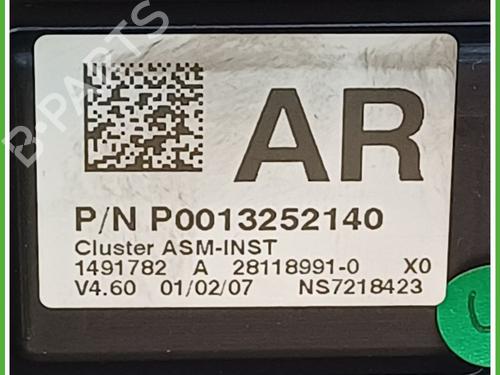 AR
P/N P0013252140
Cluster ASM-INST
1491782 A 28118991-0 X0
V4.60 01/02/07 NS7218423
B-PARTS